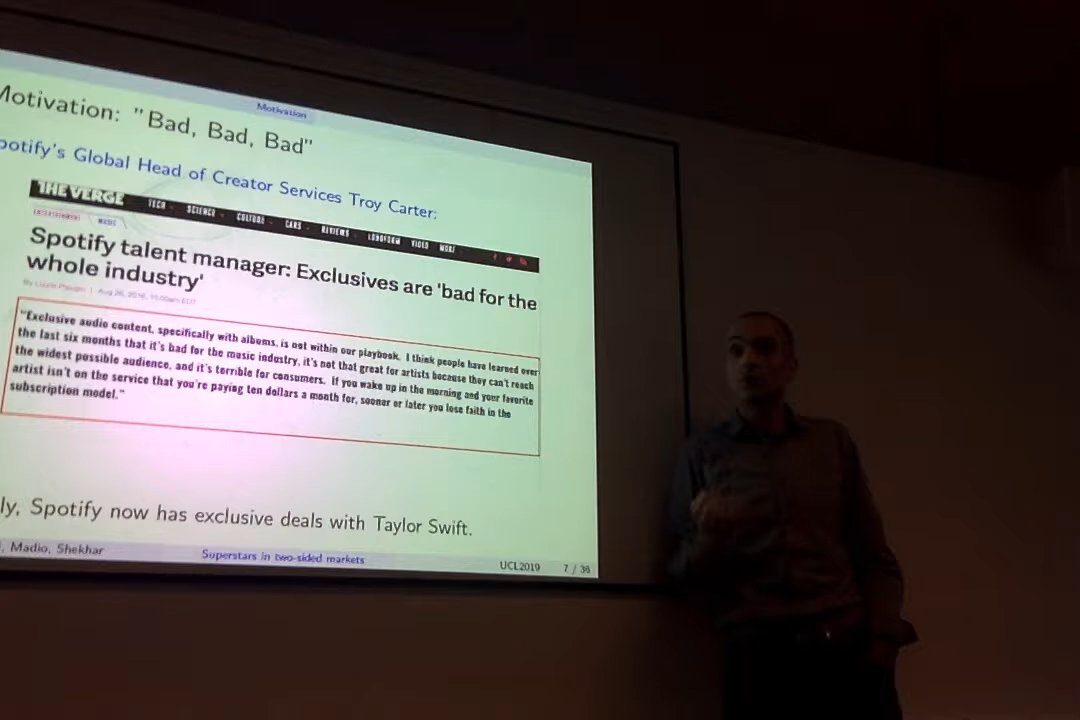 Motivation
Motivation: "Bad, Bad, Bad"
potify's Global Head of Creator Services Troy Carter:
THE VERGE TECH SCIENCE CULTURE CARS REVIEWS LONGFORM VIDEO MORE
ENTERTAINMENT MUSIC
Spotify talent manager: Exclusives are 'bad for the
whole industry'
By Aug 26, 2016,
"Exclusive audio content, specifically with albums, is not within our playbook. I think people have learned over
the last six months that it's bad for the music industry, it's not that great for artists because they can't reach
the widest possible audience, and it's terrible for consumers. If you wake up in the morning and your favorite
artist isn't on the service that you're paying ten dollars a month for, sooner or later you lose faith in the
subscription model."
ly, Spotify now has exclusive deals with Taylor Swift.
, Madio, Shekhar Superstars in two-sided markets UCL2019 7 / 36